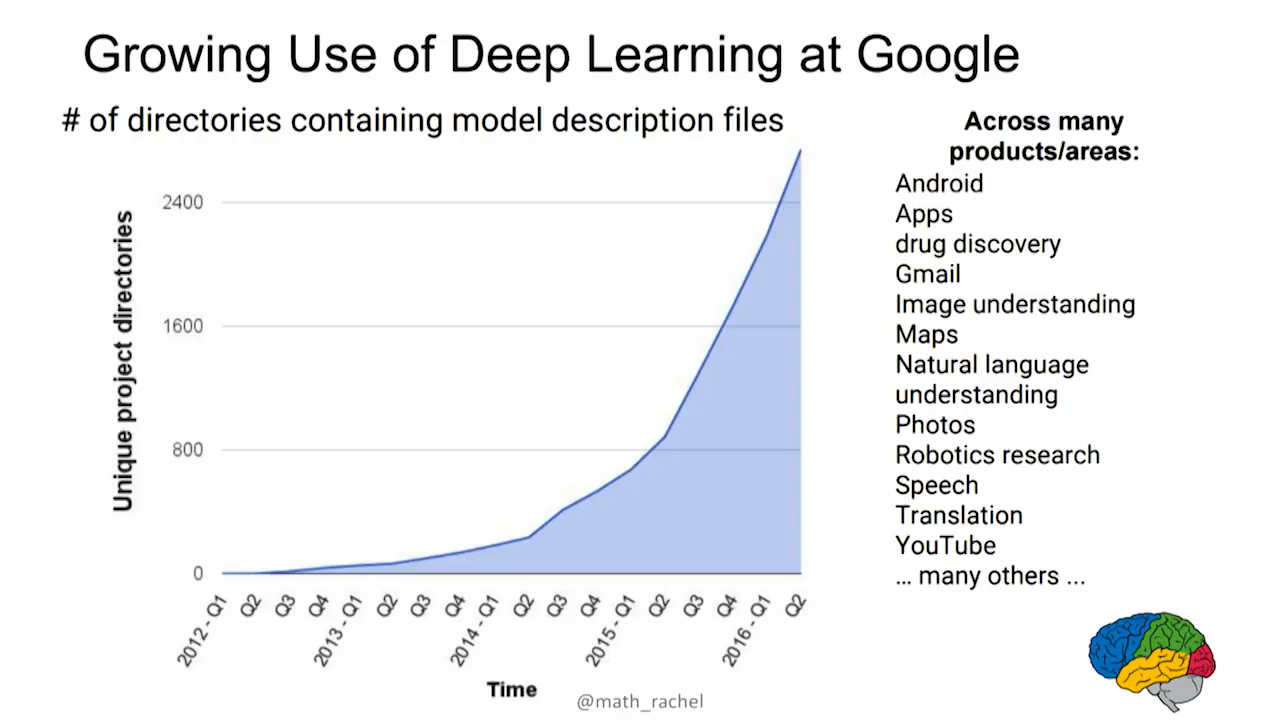 Growing Use of Deep Learning at Google
# of directories containing model description files
Unique project directories
2400
1600
800
0
2012 - Q1
Q2
Q3
Q4
2013 - Q1
Q2
Q3
Q4
2014 - Q1
Q2
Q3
Q4
2015 - Q1
Q2
Q3
Q4
2016 - Q1
Q2
Time
Across many
products/areas:
Android
Apps
drug discovery
Gmail
Image understanding
Maps
Natural language
understanding
Photos
Robotics research
Speech
Translation
YouTube
... many others ...
@math_rachel